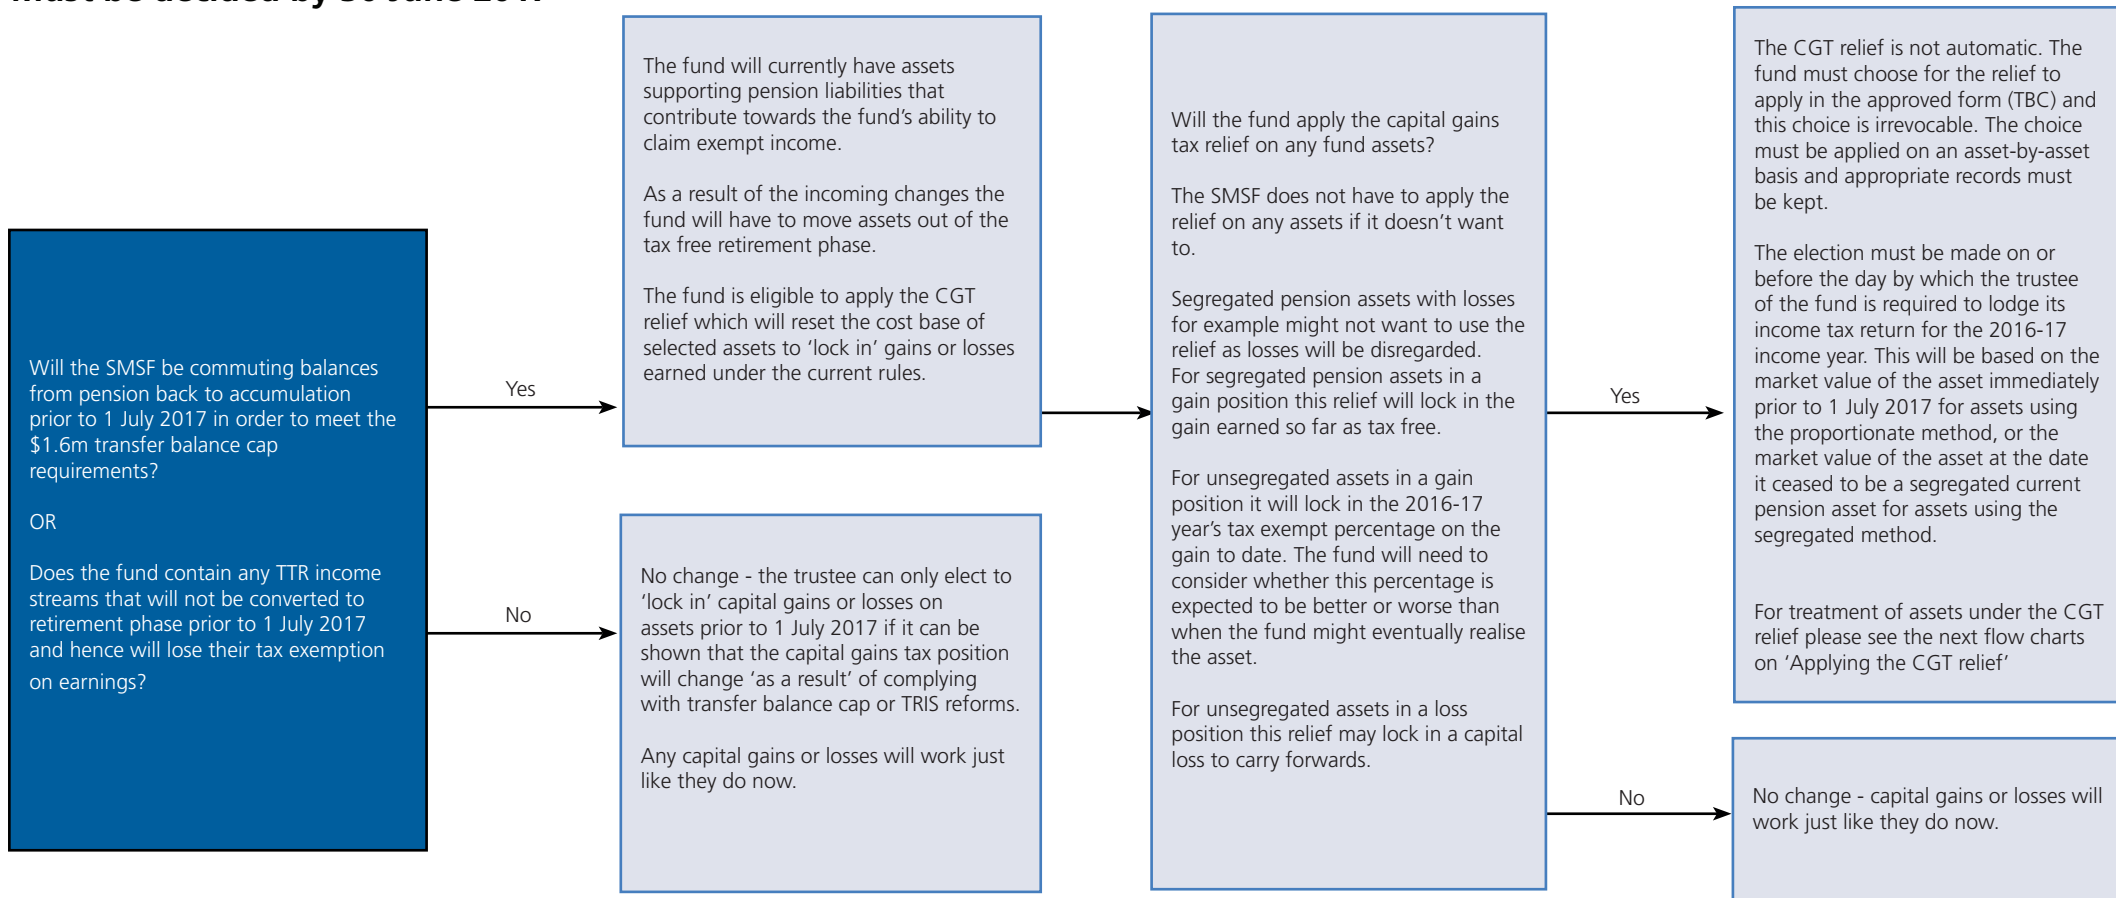 must be decided by 30 June 2017
Will the SMSF be commuting balances
from pension back to accumulation
prior to 1 July 2017 in order to meet the
$1.6m transfer balance cap
requirements?
OR
Does the fund contain any TTR income
streams that will not be converted to
retirement phase prior to 1 July 2017
and hence will lose their tax exemption
on earnings?
Yes
The fund will currently have assets
supporting pension liabilities that
contribute towards the fund’s ability to
claim exempt income.
As a result of the incoming changes the
fund will have to move assets out of the
tax free retirement phase.
The fund is eligible to apply the CGT
relief which will reset the cost base of
selected assets to ‘lock in’ gains or losses
earned under the current rules.
No
No change - the trustee can only elect to
‘lock in’ capital gains or losses on
assets prior to 1 July 2017 if it can be
shown that the capital gains tax position
will change ‘as a result’ of complying
with transfer balance cap or TRIS reforms.
Any capital gains or losses will work just
like they do now.
Will the fund apply the capital gains
tax relief on any fund assets?
The SMSF does not have to apply the
relief on any assets if it doesn’t want
to.
Segregated pension assets with losses
for example might not want to use the
relief as losses will be disregarded.
For segregated pension assets in a
gain position this relief will lock in the
gain earned so far as tax free.
For unsegregated assets in a gain
position it will lock in the 2016-17
year’s tax exempt percentage on the
gain to date. The fund will need to
consider whether this percentage is
expected to be better or worse than
when the fund might eventually realise
the asset.
For unsegregated assets in a loss
position this relief may lock in a capital
loss to carry forwards.
Yes
The CGT relief is not automatic. The
fund must choose for the relief to
apply in the approved form (TBC) and
this choice is irrevocable. The choice
must be applied on an asset-by-asset
basis and appropriate records must
be kept.
The election must be made on or
before the day by which the trustee
of the fund is required to lodge its
income tax return for the 2016-17
income year. This will be based on the
market value of the asset immediately
prior to 1 July 2017 for assets using
the proportionate method, or the
market value of the asset at the date
it ceased to be a segregated current
pension asset for assets using the
segregated method.
For treatment of assets under the CGT
relief please see the next flow charts
on ‘Applying the CGT relief’
No
No change - capital gains or losses will
work just like they do now.